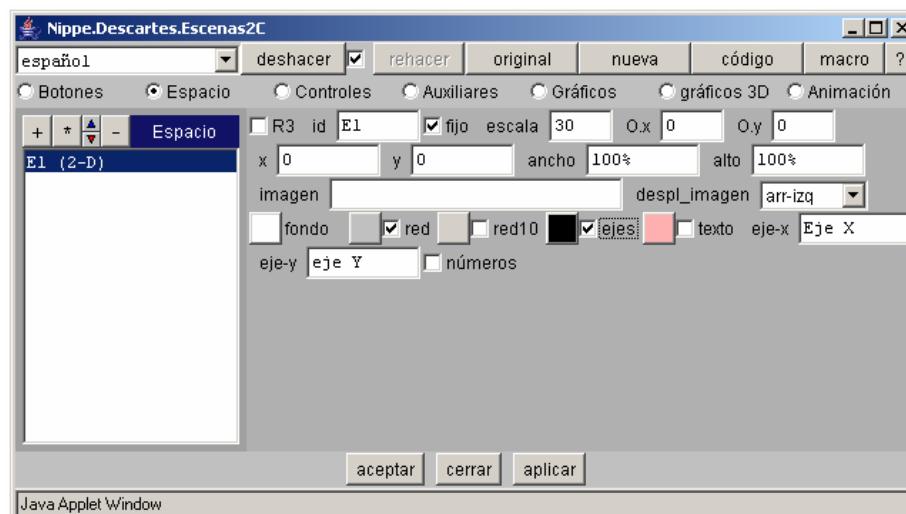 Nippe.Descartes.Escenas2C
español deshacer rehacer original nueva código macro ?
Botones Espacio Controles Auxiliares Gráficos gráficos 3D Animación
+ * - Espacio R3 id E1 fijo escala 30 O.x 0 O.y 0
E1 (2-D) x 0 y 0 ancho 100% alto 100%
imagen despl_imagen arr-izq
fondo red red10 ejes texto eje-x Eje X
eje-y eje Y números
aceptar cerrar aplicar
Java Applet Window